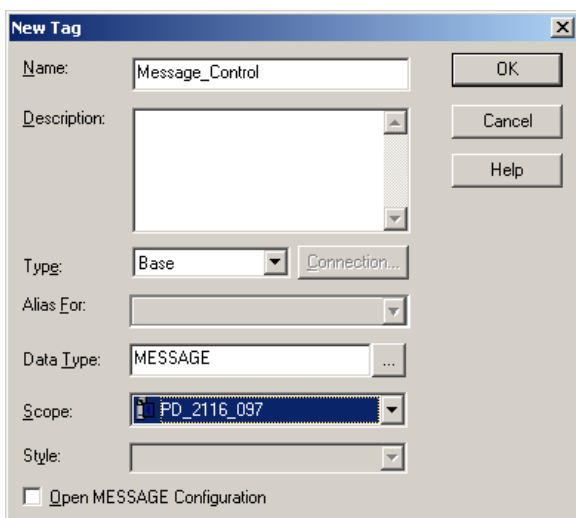 New Tag
Name: Message_Control OK
Description: Cancel
Help
Type: Base Connection...
Alias For:
Data Type: MESSAGE ...
Scope: PD_2116_097
Style:
Open MESSAGE Configuration